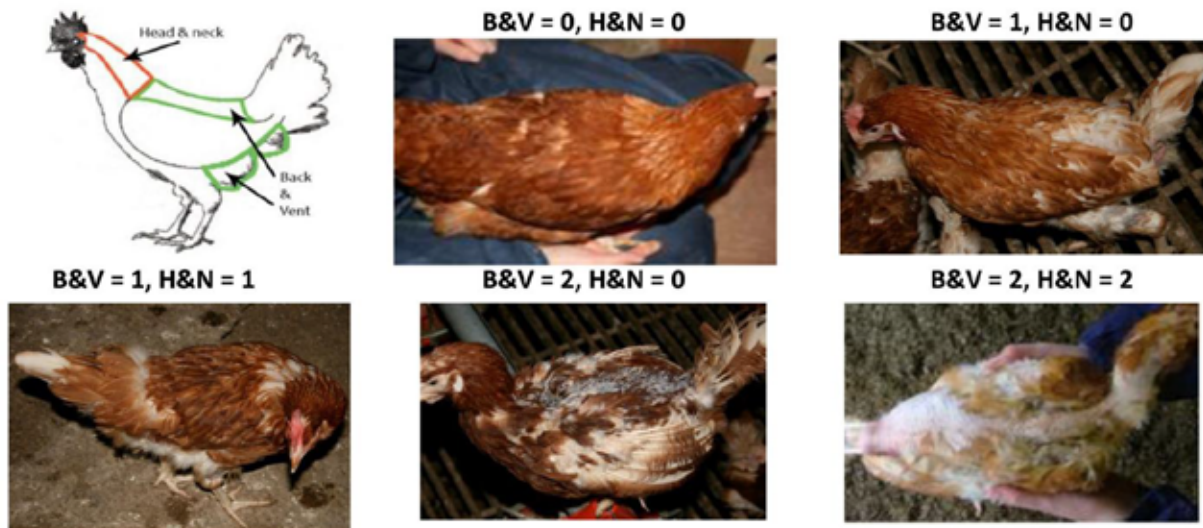 B&V = 0, H&N = 0
B&V = 1, H&N = 0
Head & neck
Back
&
Vent
B&V = 1, H&N = 1
B&V = 2, H&N = 0
B&V = 2, H&N = 2